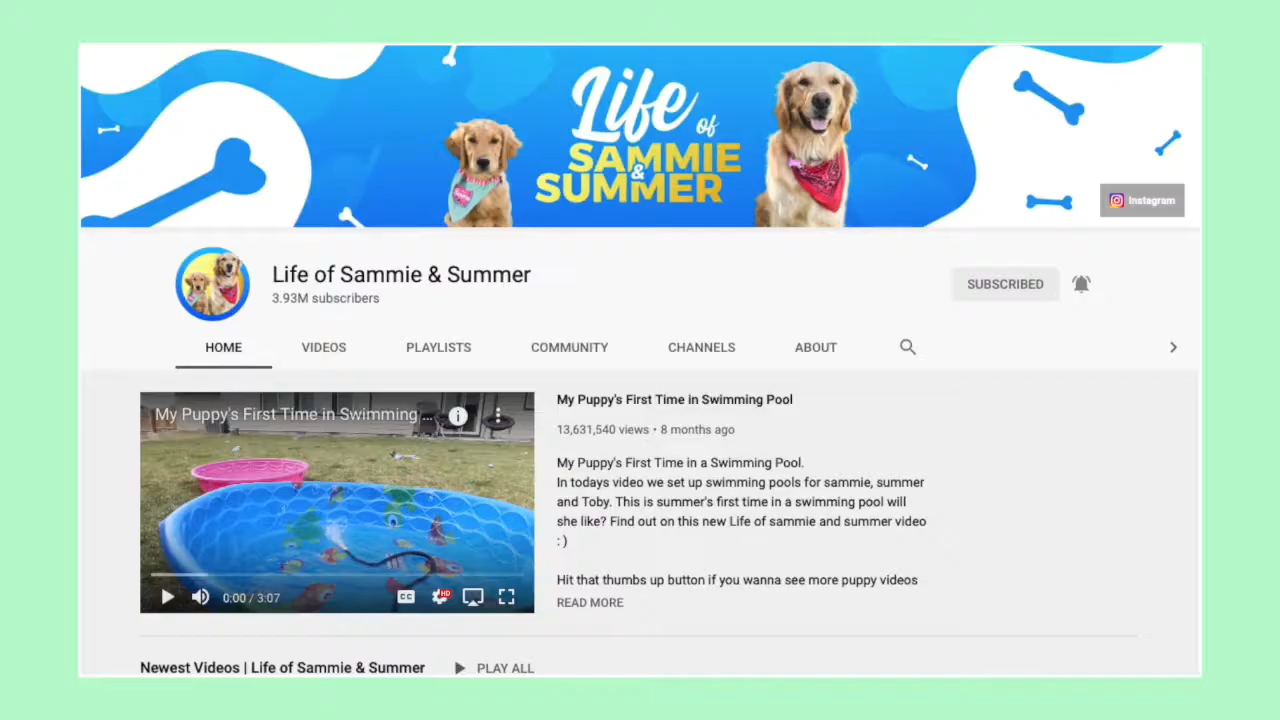 Life of
SAMMIE
&
SUMMER
Instagram
Life of Sammie & Summer
3.93M subscribers
SUBSCRIBED
HOME VIDEOS PLAYLISTS COMMUNITY CHANNELS ABOUT
My Puppy's First Time in Swimming ...
0:00 / 3:07
CC
HD
My Puppy's First Time in Swimming Pool
13,631,540 views • 8 months ago
My Puppy's First Time in a Swimming Pool.
In todays video we set up swimming pools for sammie, summer
and Toby. This is summer's first time in a swimming pool will
she like? Find out on this new Life of sammie and summer video
: )
Hit that thumbs up button if you wanna see more puppy videos
READ MORE
Newest Videos | Life of Sammie & Summer PLAY ALL